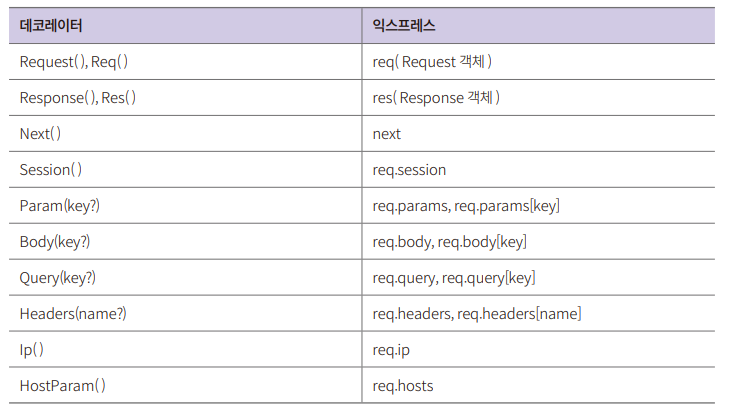 데코레이터 익스프레스
Request( ), Req( ) req( Request 객체 )
Response( ), Res( ) res( Response 객체 )
Next( ) next
Session( ) req.session
Param(key?) req.params, req.params[key]
Body(key?) req.body, req.body[key]
Query(key?) req.query, req.query[key]
Headers(name?) req.headers, req.headers[name]
Ip( ) req.ip
HostParam( ) req.hosts